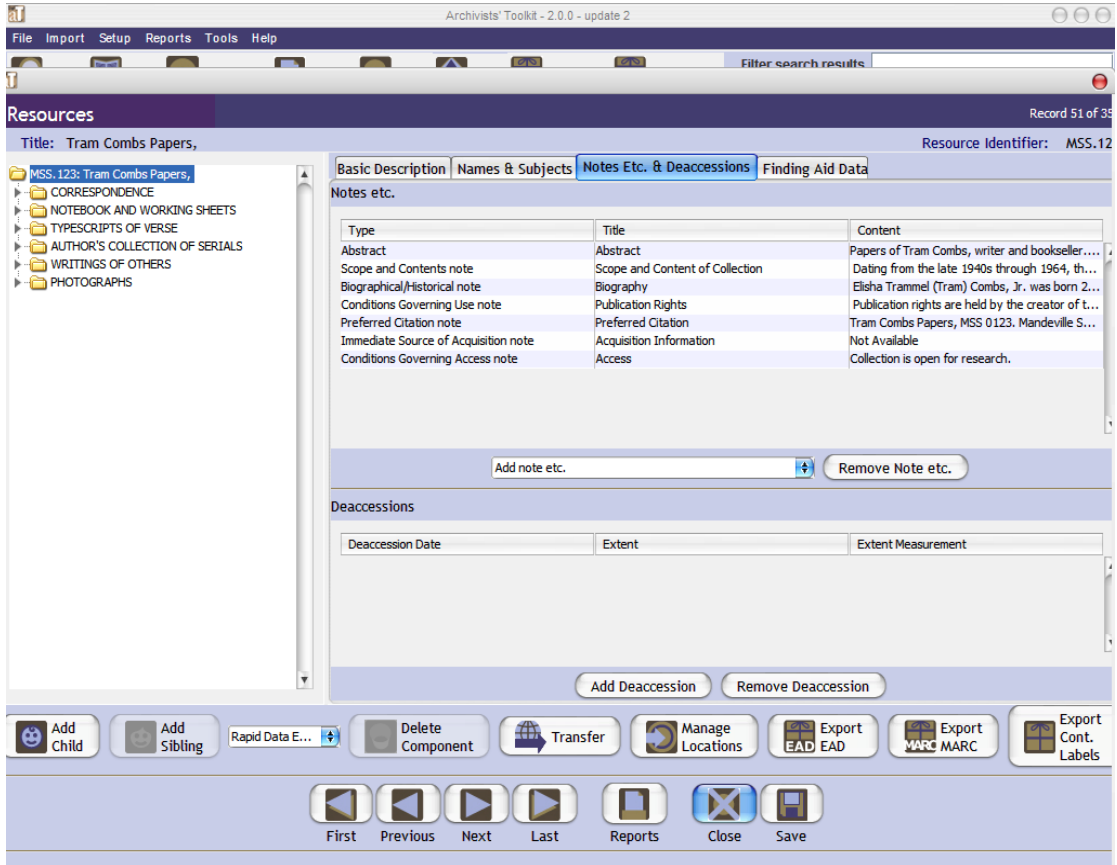 Archivists' Toolkit - 2.0.0 - update 2
File Import Setup Reports Tools Help
Filter search results
Resources
Record 51 of 35
Title: Tram Combs Papers,
Resource Identifier: MSS.12
MSS.123: Tram Combs Papers,
CORRESPONDENCE
NOTEBOOK AND WORKING SHEETS
TYPESCRIPTS OF VERSE
AUTHOR'S COLLECTION OF SERIALS
WRITINGS OF OTHERS
PHOTOGRAPHS
Basic Description Names & Subjects Notes Etc. & Deaccessions Finding Aid Data
Notes etc.
Type Title Content
Abstract Abstract Papers of Tram Combs, writer and bookseller....
Scope and Contents note Scope and Content of Collection Dating from the late 1940s through 1964, th...
Biographical/Historical note Biography Elisha Trammel (Tram) Combs, Jr. was born 2...
Conditions Governing Use note Publication Rights Publication rights are held by the creator of t...
Preferred Citation note Preferred Citation Tram Combs Papers, MSS 0123. Mandeville S...
Immediate Source of Acquisition note Acquisition Information Not Available
Conditions Governing Access note Access Collection is open for research.
Add note etc. Remove Note etc.
Deaccessions
Deaccession Date Extent Extent Measurement
Add Deaccession Remove Deaccession
Add Child
Add Sibling
Rapid Data E...
Delete Component
Transfer
Manage Locations
EAD Export EAD
MARC Export MARC
Export Cont. Labels
First Previous Next Last Reports Close Save